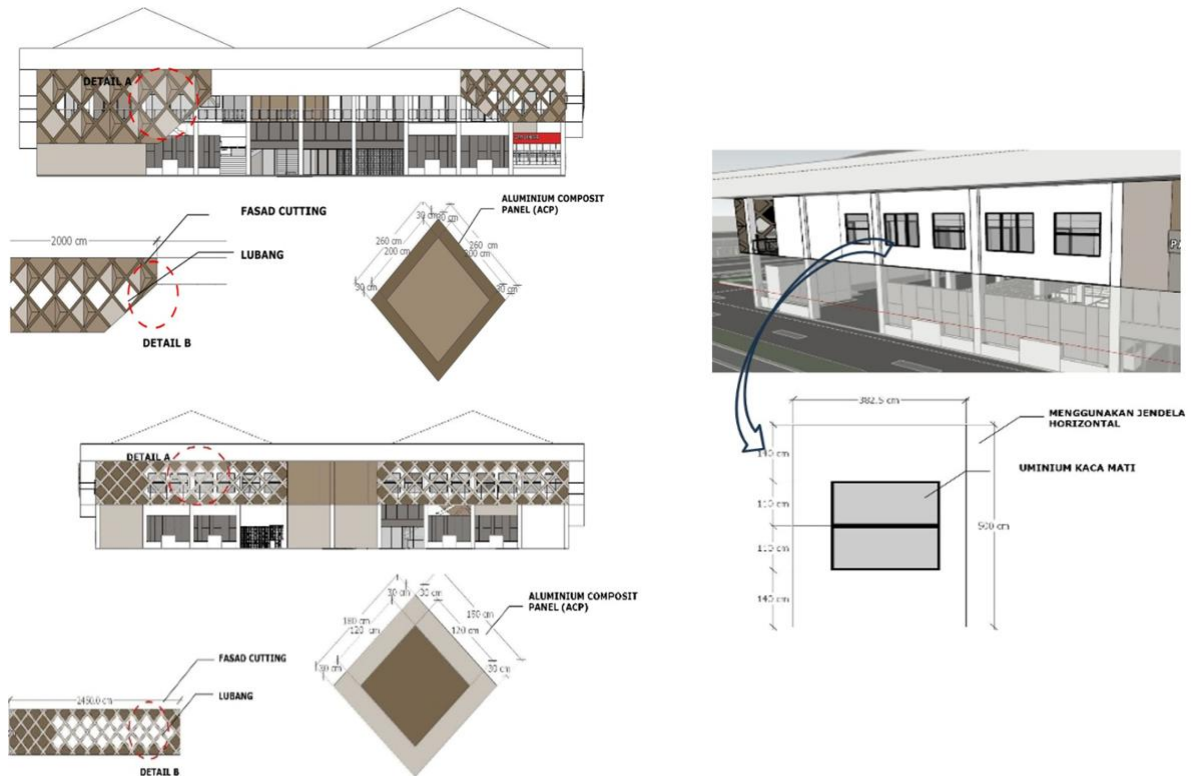 DETAIL A
FASAD CUTTING
2000 cm
LUBANG
DETAIL B
ALUMINIUM COMPOSIT
PANEL (ACP)
30 cm
260 cm
200 cm
260 cm
30 cm
30 cm
DETAIL A
FASAD CUTTING
LUBANG
DETAIL B
ALUMINIUM COMPOSIT
PANEL (ACP)
30 cm
30 cm
180 cm
120 cm
120 cm
30 cm
382.5 cm
MENGGUNAKAN JENDELA
HORIZONTAL
UMINIUM KACA MATI
110 cm
110 cm
140 cm
500 cm